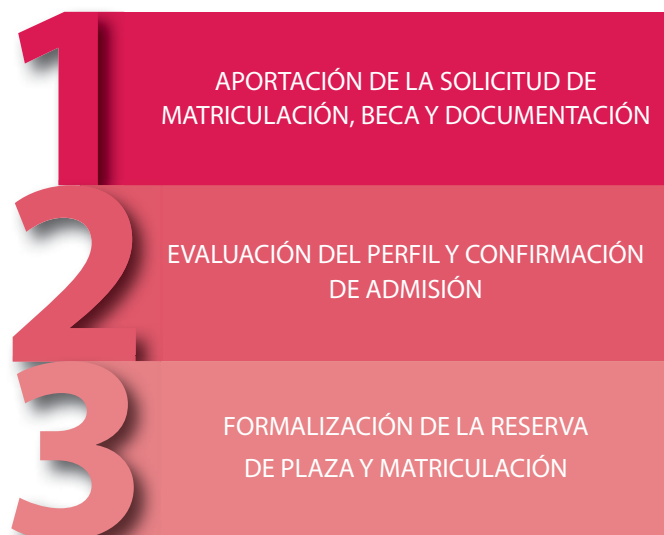 1
APORTACIÓN DE LA SOLICITUD DE
MATRICULACIÓN, BECA Y DOCUMENTACIÓN
2
EVALUACIÓN DEL PERFIL Y CONFIRMACIÓN
DE ADMISIÓN
3
FORMALIZACIÓN DE LA RESERVA
DE PLAZA Y MATRICULACIÓN